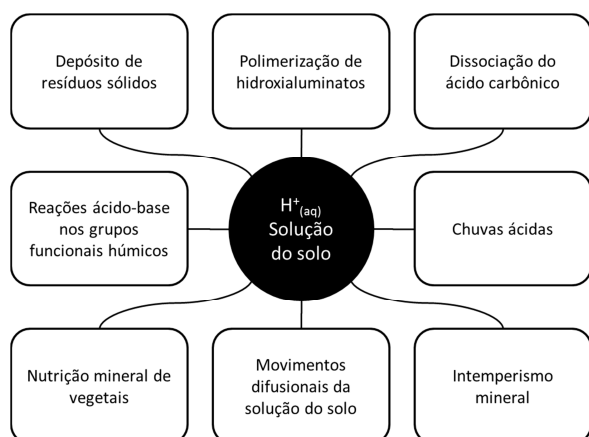 Depósito de
resíduos sólidos
Polimerização de
hidroxialuminatos
Dissociação do
ácido carbônico
Reações ácido-base
nos grupos
funcionais húmicos
H⁺(aq)
Solução
do solo
Chuvas ácidas
Nutrição mineral de
vegetais
Movimentos
difusionais da
solução do solo
Intemperismo
mineral